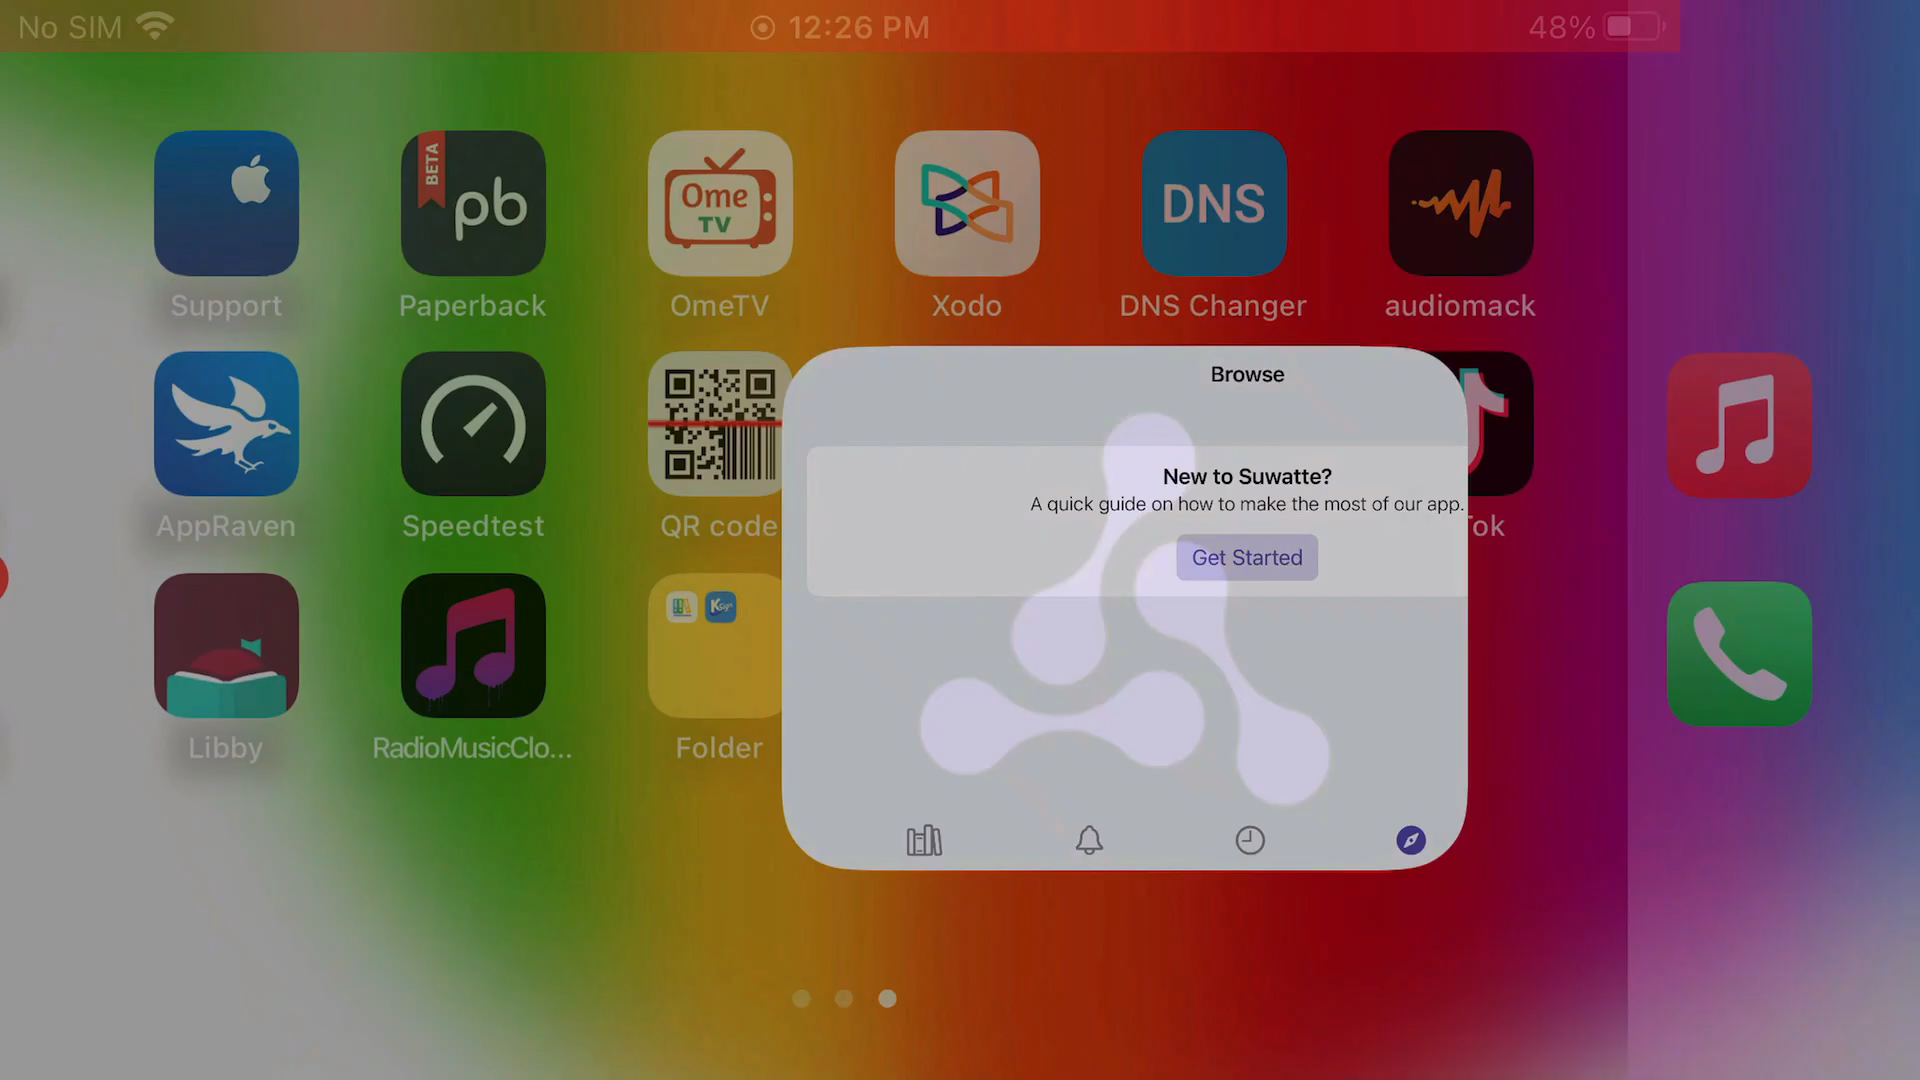 No SIM
12:26 PM
48%
BETA
pb
Ome
TV
DNS
Support
Paperback
OmeTV
Xodo
DNS Changer
audiomack
Browse
New to Suwatte?
A quick guide on how to make the most of our app.
Get Started
AppRaven
Speedtest
QR code
Tok
Libby
RadioMusicClo...
Folder